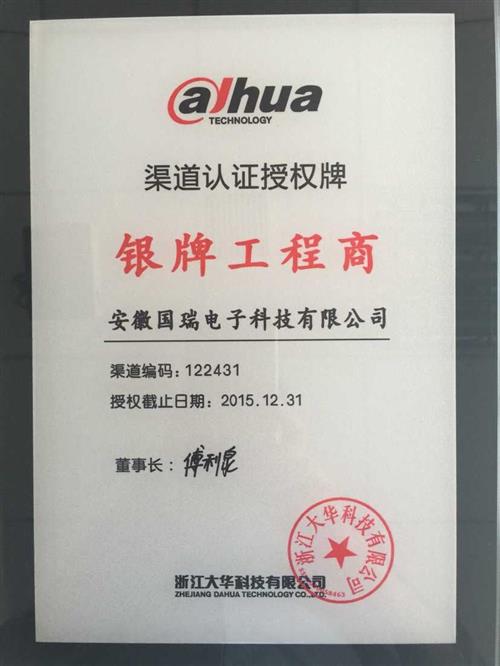 alhua
TECHNOLOGY
渠道认证授权牌
银牌工程商
安徽国瑞电子科技有限公司
渠道编码：122431
授权截止日期：2015.12.31
董事长：傅利泉
浙江大华科技有限公司
浙江大华科技有限公司
ZHEJIANG DAHUA TECHNOLOGY CO.,LTD.